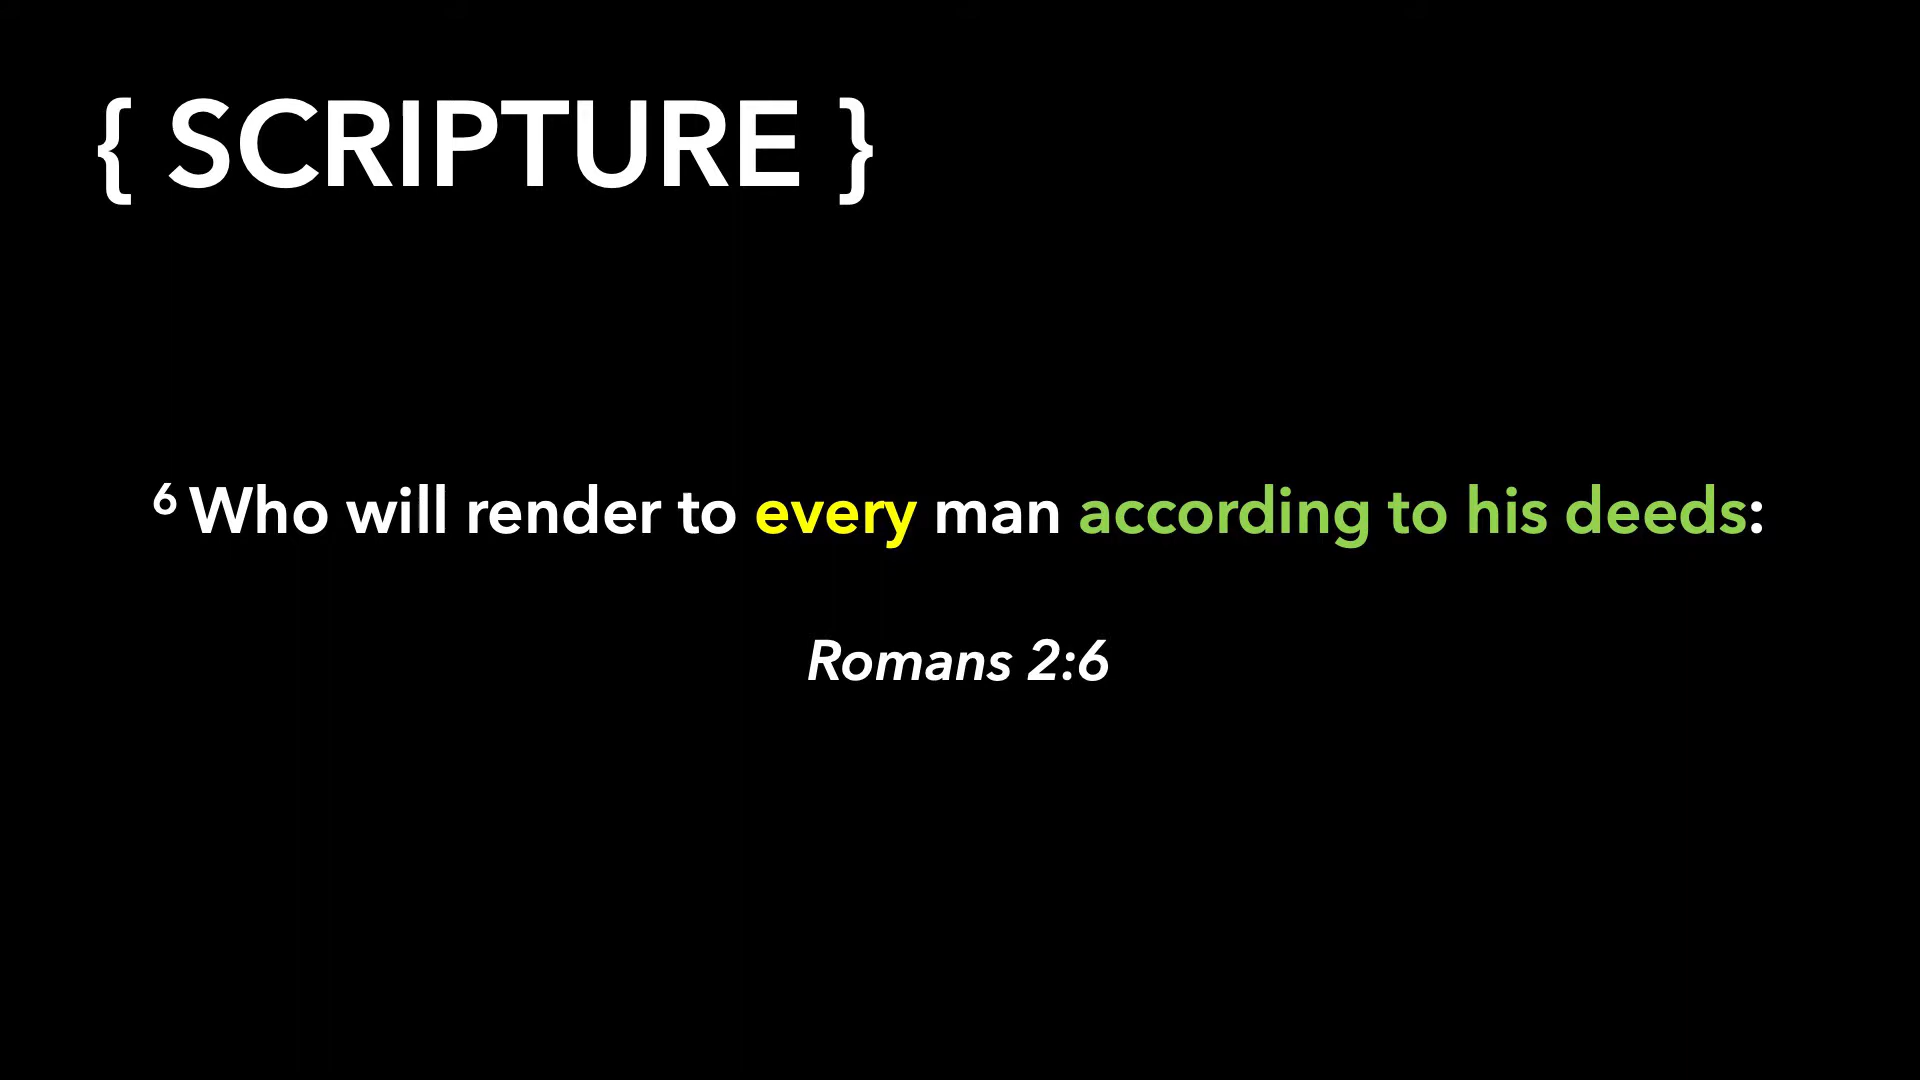 { SCRIPTURE }
6 Who will render to every man according to his deeds:
Romans 2:6